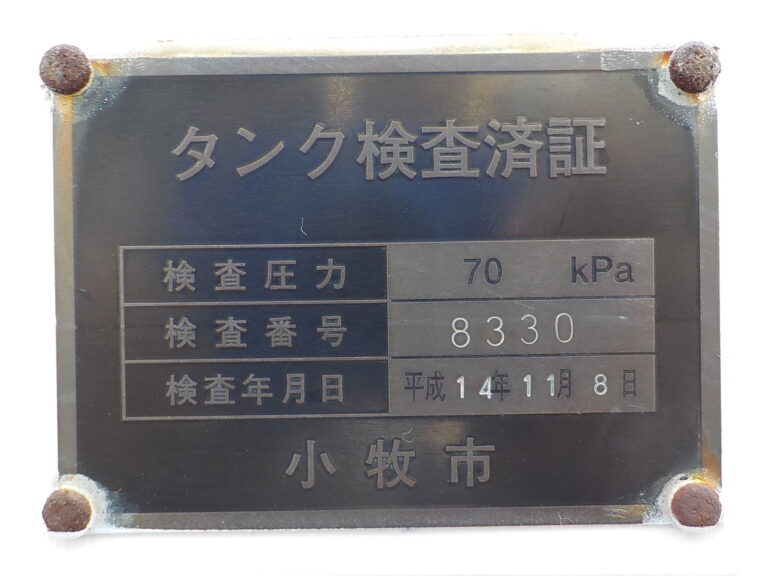 タンク検査済証
検査圧力 70 kPa
検査番号 8330
検査年月日 平成14年11月8日
小牧市